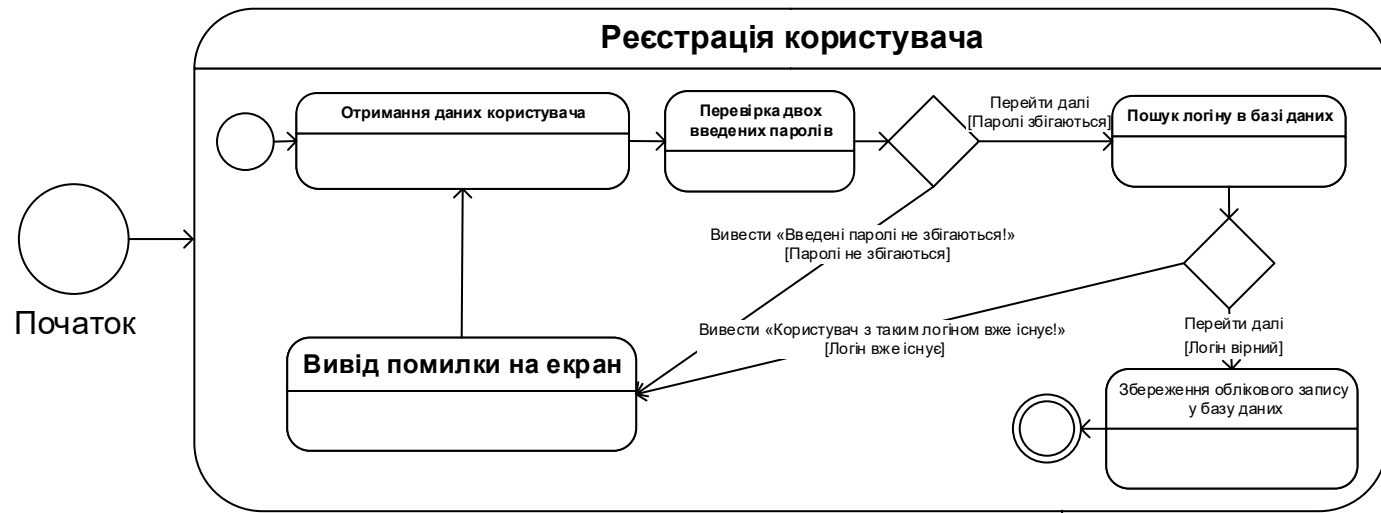 Реєстрація користувача
Отримання даних користувача
Перевірка двох
введених паролів
Перейти далі
[Паролі збігаються]
Пошук логіну в базі даних
Вивести «Введені паролі не збігаються!»
[Паролі не збігаються]
Початок
Вивести «Користувач з таким логіном вже існує!»
[Логін вже існує]
Перейти далі
[Логін вірний]
Вивід помилки на екран
Збереження облікового запису
у базу даних